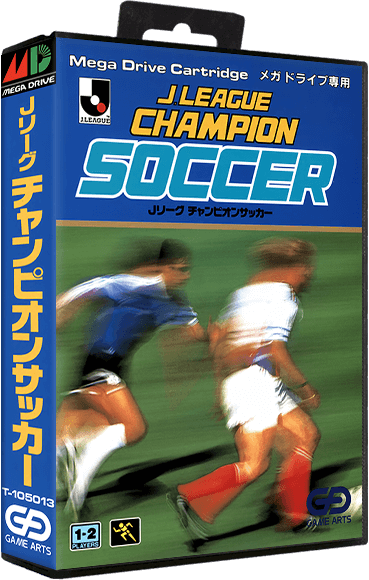 MEGA DRIVE
Jリーグ チャンピオンサッカー
T-105013
GAME ARTS
Mega Drive Cartridge メガドライブ専用
J.LEAGUE
J.LEAGUE
CHAMPION
SOCCER
Jリーグ チャンピオンサッカー
1-2
PLAYERS
GAME ARTS